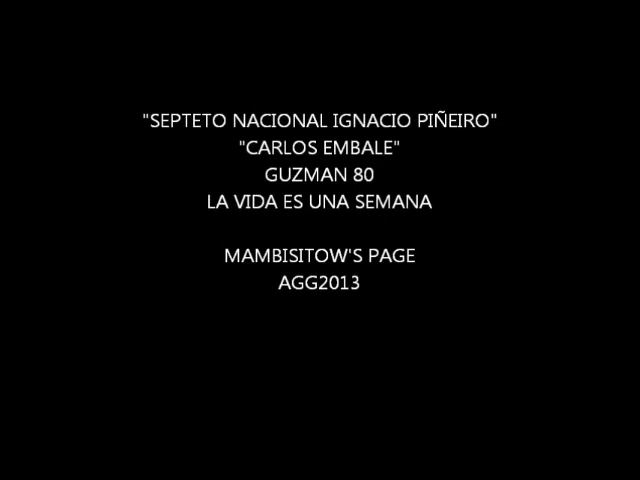 "SEPTETO NACIONAL IGNACIO PIÑEIRO"
"CARLOS EMBALE"
GUZMAN 80
LA VIDA ES UNA SEMANA
MAMBISITOW'S PAGE
AGG2013